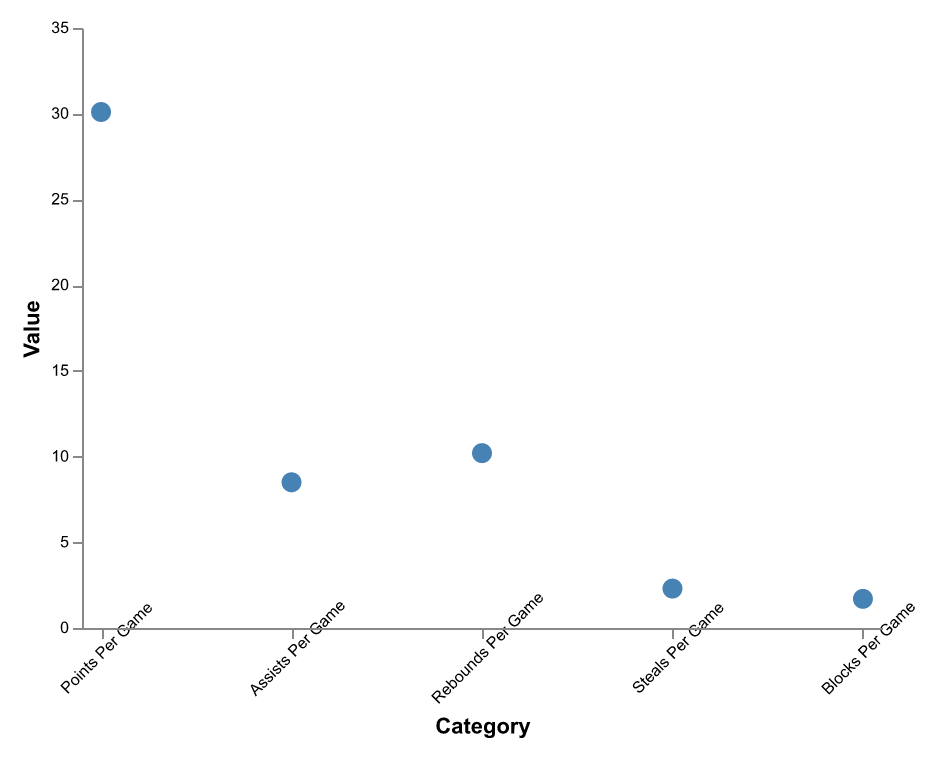 35
30
25
20
15
10
5
0
Value
Points Per Game
Assists Per Game
Rebounds Per Game
Steals Per Game
Blocks Per Game
Category